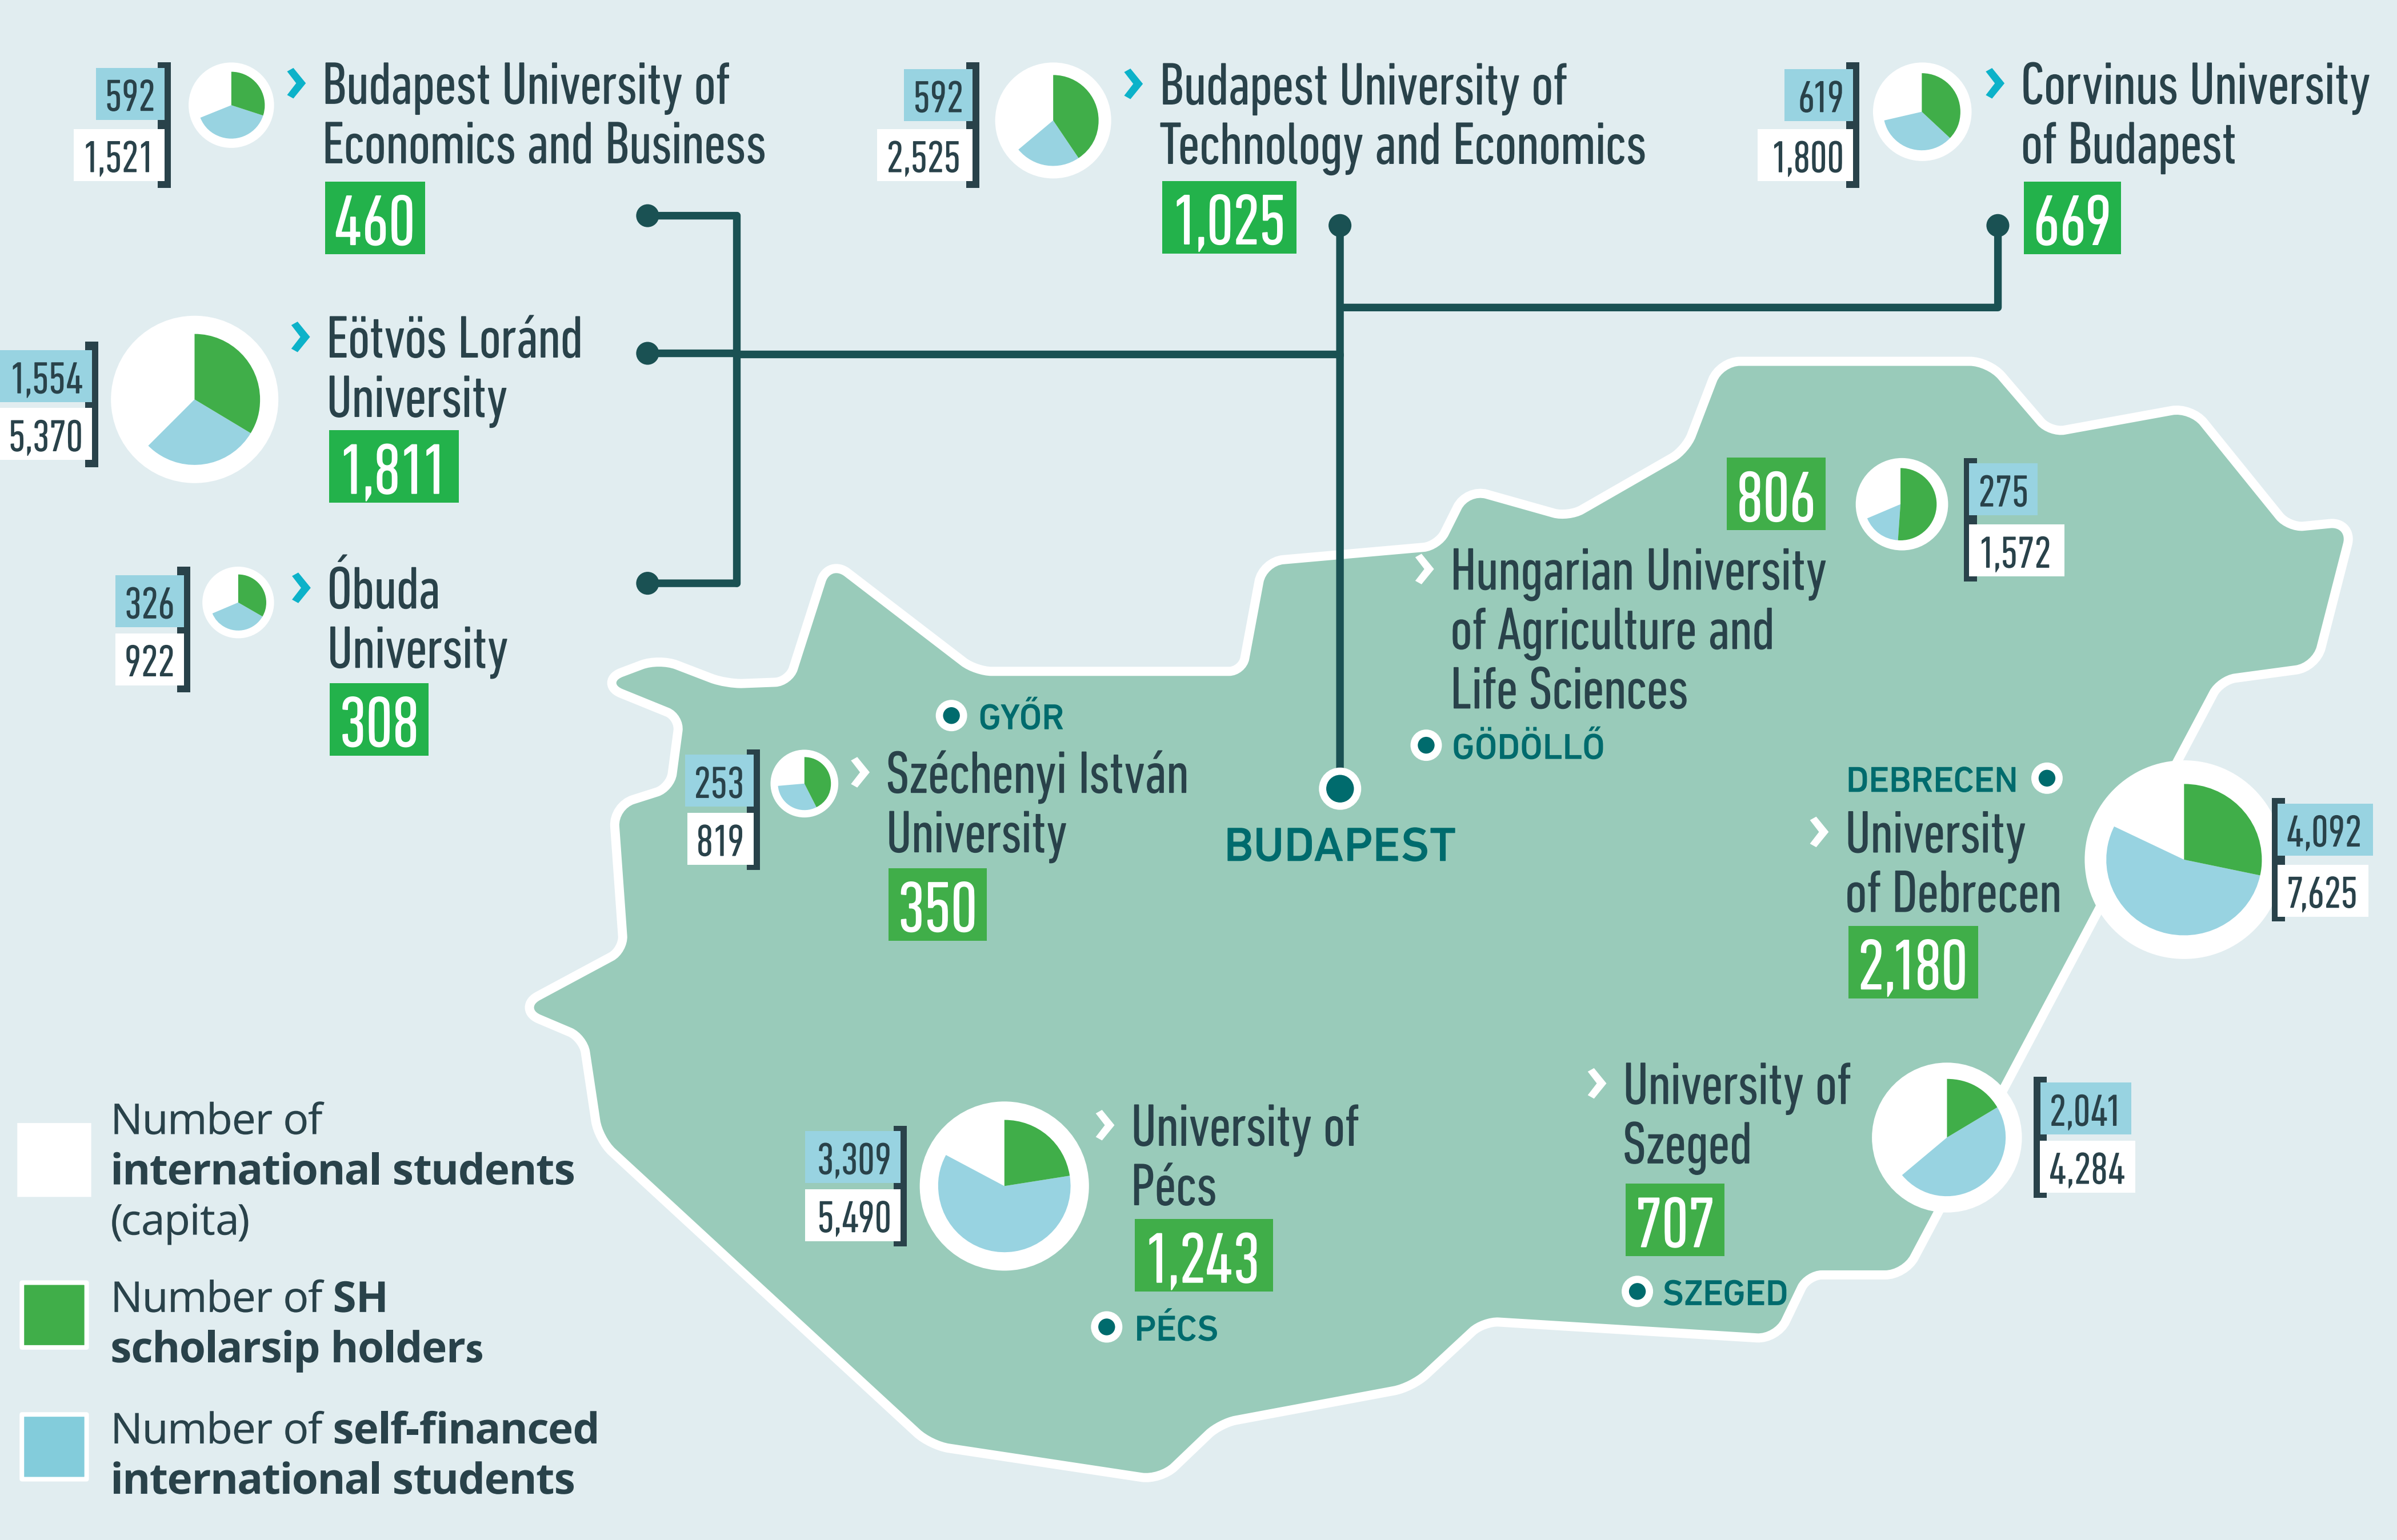 592
1,521
Budapest University of
Economics and Business
460
592
2,525
Budapest University of
Technology and Economics
1,025
619
1,800
Corvinus University
of Budapest
669
1,554
5,370
Eötvös Loránd
University
1,811
326
922
Óbuda
University
308
806
275
1,572
Hungarian University
of Agriculture and
Life Sciences
GÖDÖLLŐ
GYŐR
253
819
Széchenyi István
University
350
BUDAPEST
DEBRECEN
University
of Debrecen
2,180
4,092
7,625
3,309
5,490
University of
Pécs
1,243
PÉCS
University of
Szeged
707
SZEGED
2,041
4,284
Number of
international students
(capita)
Number of SH
scholarsip holders
Number of self-financed
international students